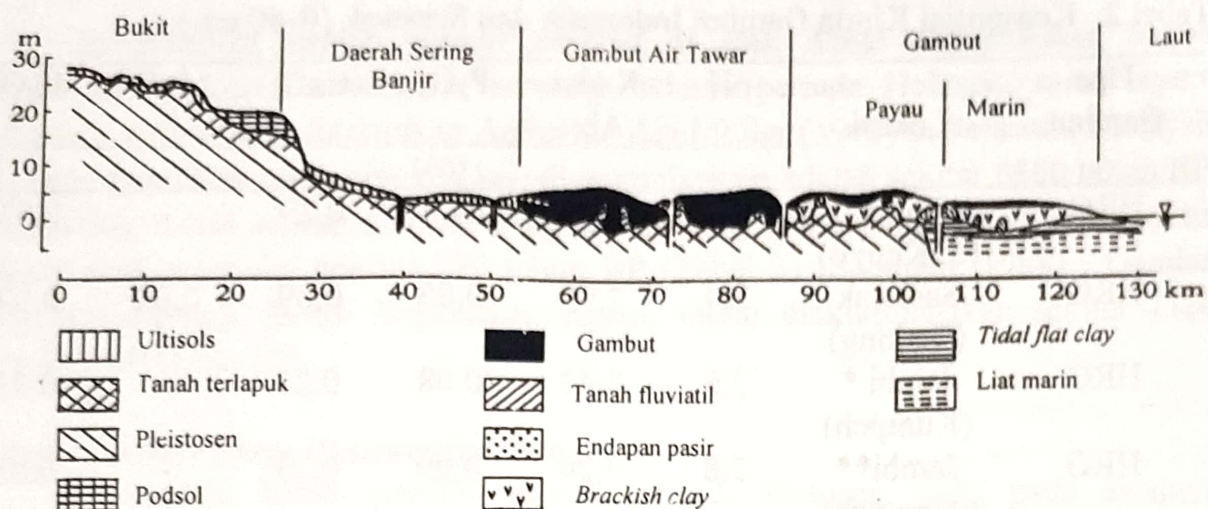 m
Bukit
Daerah Sering
Banjir
Gambut Air Tawar
Gambut
Laut
Payau
Marin
30
20
10
0
0 10 20 30 40 50 60 70 80 90 100 110 120 130 km
Ultisols
Tanah terlapuk
Pleistosen
Podsol
Gambut
Tanah fluviatil
Endapan pasir
Brackish clay
Tidal flat clay
Liat marin